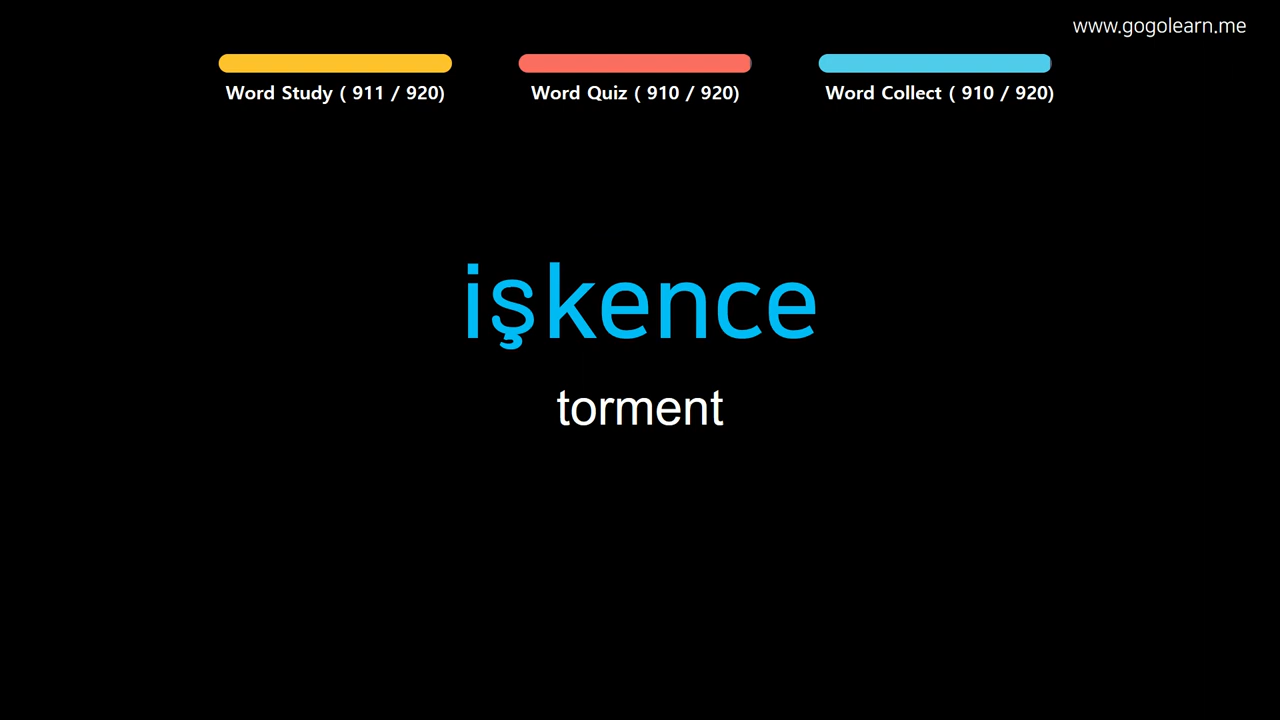 www.gogolearn.me
Word Study ( 911 / 920)
Word Quiz ( 910 / 920)
Word Collect ( 910 / 920)
işkence
torment